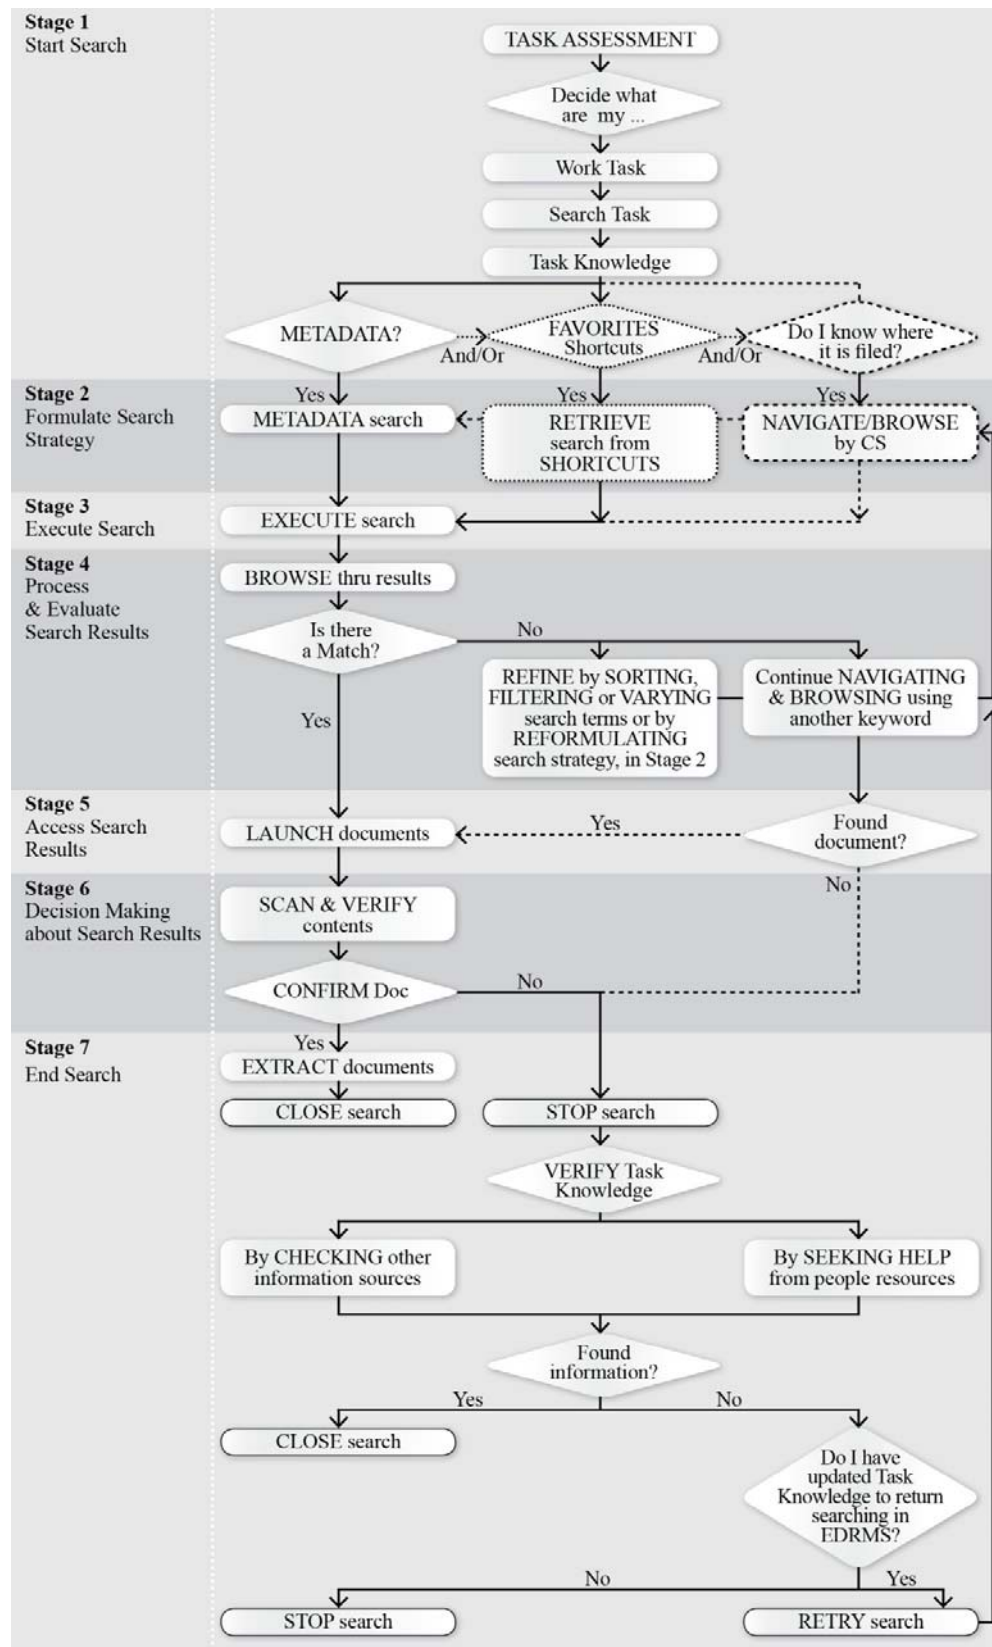 Stage 1
Start Search
TASK ASSESSMENT
Decide what
are my ...
Work Task
Search Task
Task Knowledge
METADATA?
And/Or
FAVORITES
Shortcuts
And/Or
Do I know where
it is filed?
Stage 2
Formulate Search
Strategy
Yes
METADATA search
Yes
RETRIEVE
search from
SHORTCUTS
Yes
NAVIGATE/BROWSE
by CS
Stage 3
Execute Search
EXECUTE search
Stage 4
Process
& Evaluate
Search Results
BROWSE thru results
Is there
a Match?
No
Yes
REFINE by SORTING,
FILTERING or VARYING
search terms or by
REFORMULATING
search strategy, in Stage 2
Continue NAVIGATING
& BROWSING using
another keyword
Stage 5
Access Search
Results
LAUNCH documents
Yes
Found
document?
No
Stage 6
Decision Making
about Search Results
SCAN & VERIFY
contents
CONFIRM Doc
No
Stage 7
End Search
Yes
EXTRACT documents
CLOSE search
STOP search
VERIFY Task
Knowledge
By CHECKING other
information sources
By SEEKING HELP
from people resources
Found
information?
Yes
No
CLOSE search
Do I have
updated Task
Knowledge to return
searching in
EDRMS?
No
Yes
STOP search
RETRY search